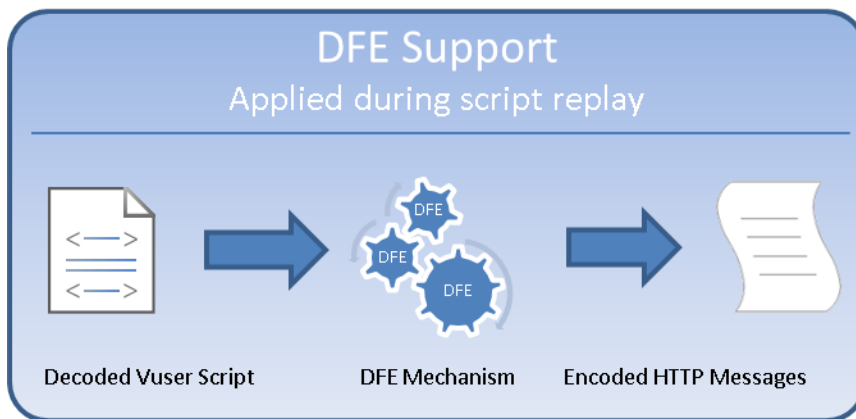 DFE Support
Applied during script replay
DFE
DFE
DFE
Decoded Vuser Script
DFE Mechanism
Encoded HTTP Messages